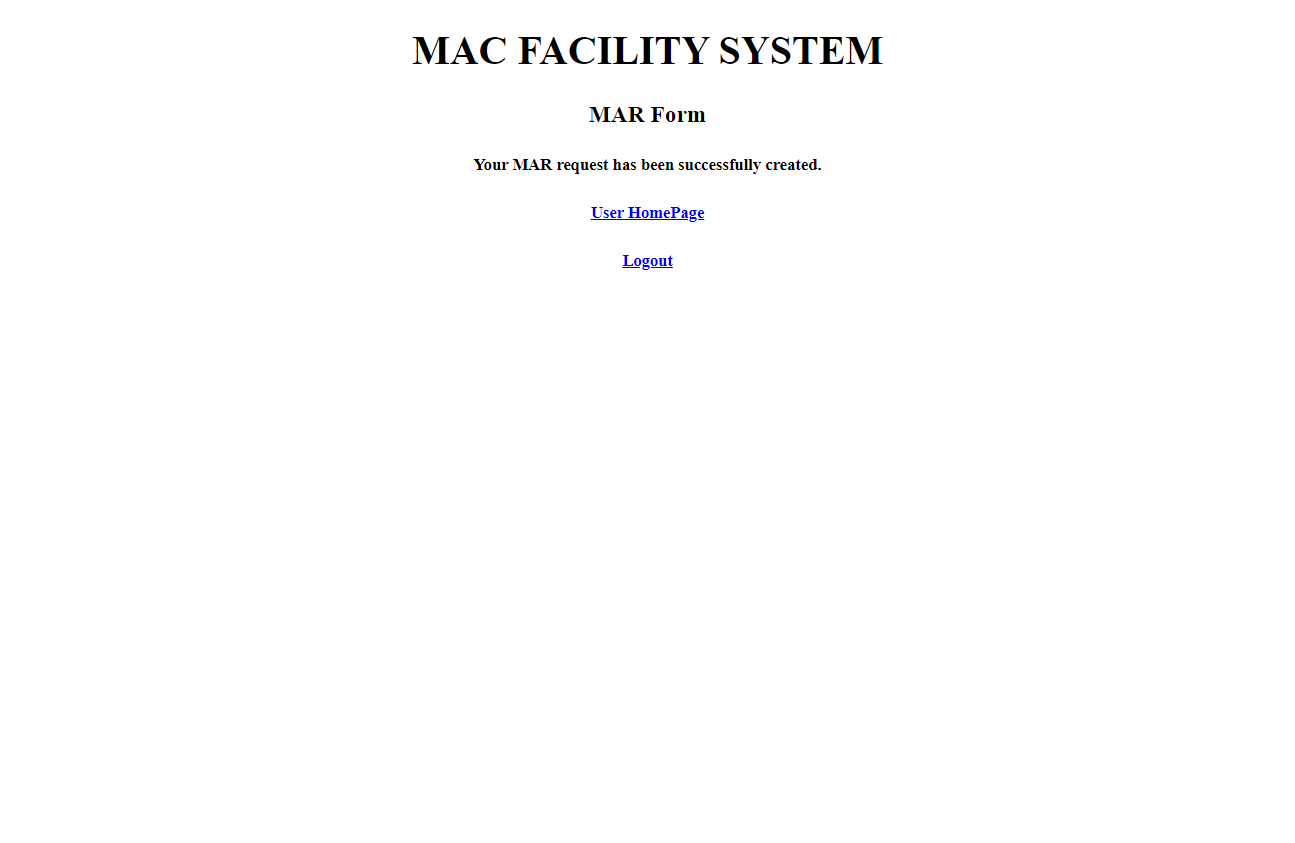 MAC FACILITY SYSTEM
MAR Form
Your MAR request has been successfully created.
User HomePage
Logout